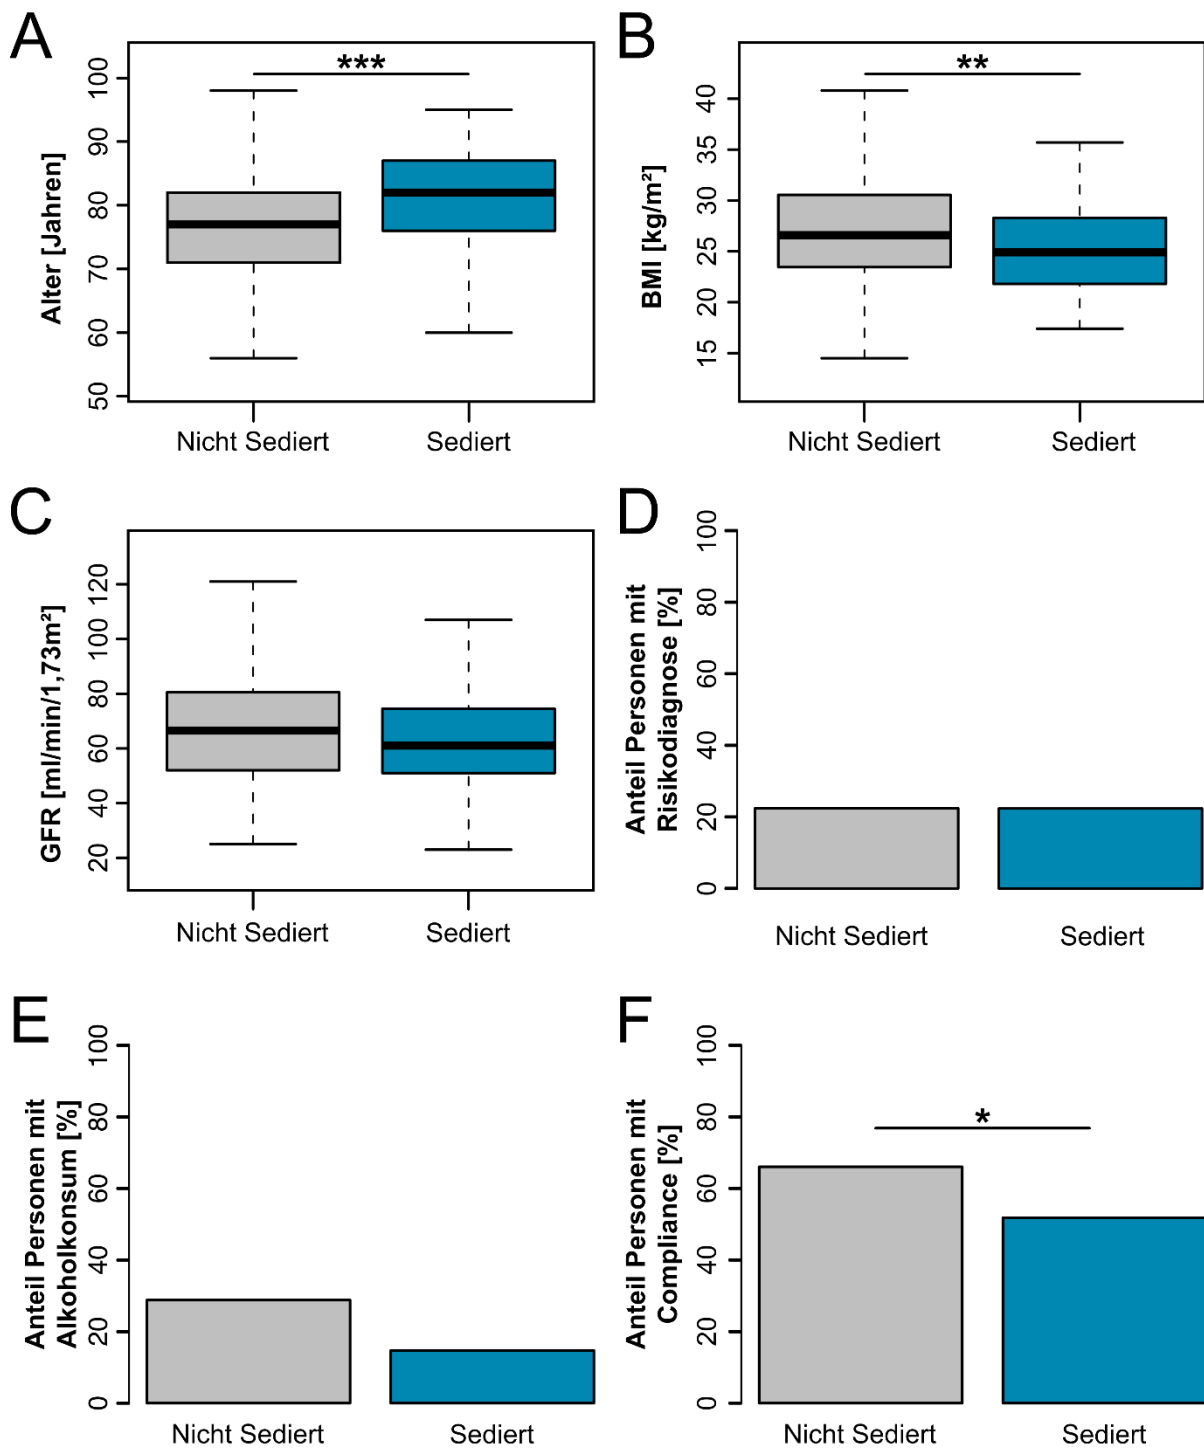 A
***
Alter [Jahren]
100
90
80
70
60
50
Nicht Sediert
Sediert
B
**
BMI [kg/m²]
40
35
30
25
20
15
Nicht Sediert
Sediert
C
GFR [ml/min/1,73m²]
120
100
80
60
40
20
Nicht Sediert
Sediert
D
Anteil Personen mit
Risikodiagnose [%]
100
80
60
40
20
0
Nicht Sediert
Sediert
E
Anteil Personen mit
Alkoholkonsum [%]
100
80
60
40
20
0
Nicht Sediert
Sediert
F
*
Anteil Personen mit
Compliance [%]
100
80
60
40
20
0
Nicht Sediert
Sediert